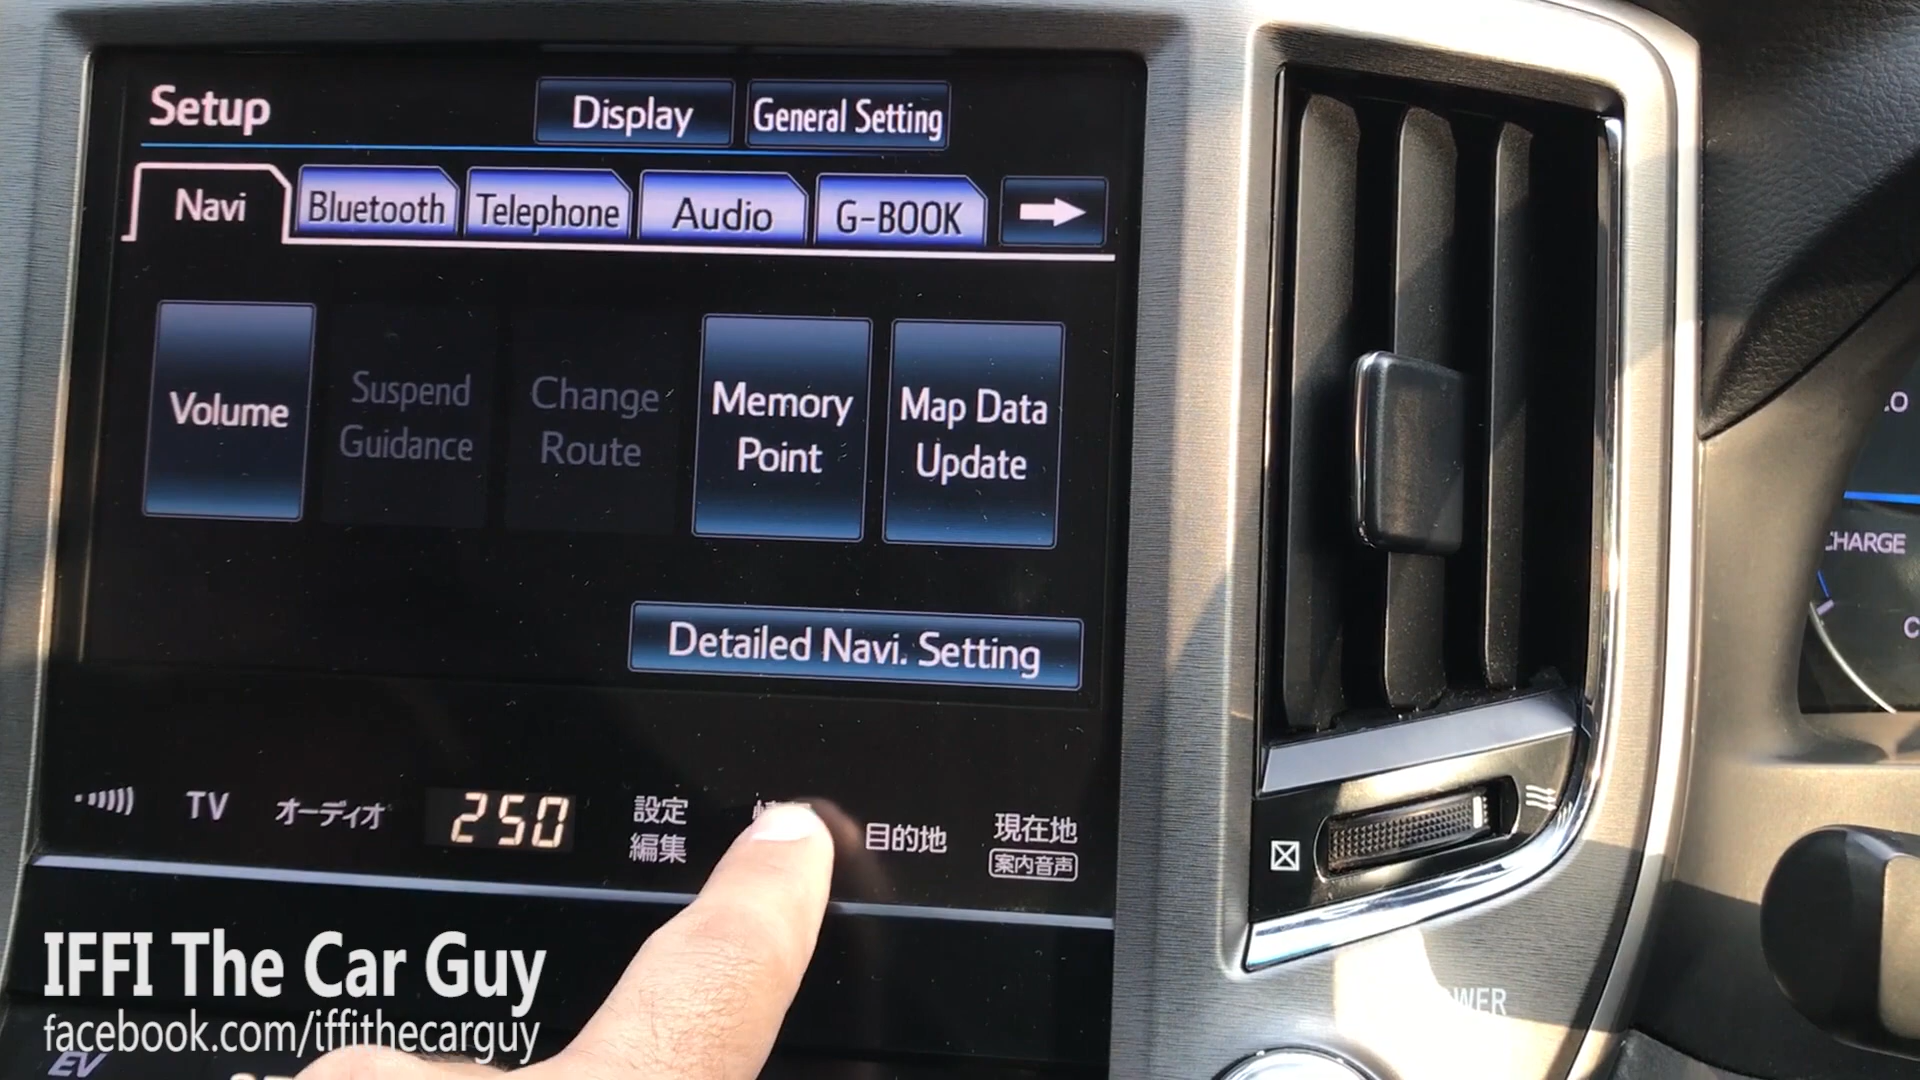 Setup
Display
General Setting
Navi
Bluetooth
Telephone
Audio
G-BOOK
Volume
Suspend
Guidance
Change
Route
Memory
Point
Map Data
Update
Detailed Navi. Setting
TV
オーディオ
250
設定
編集
目的地
現在地
案内音声
CHARGE
IFFI The Car Guy
facebook.com/iffithecarguy
EV